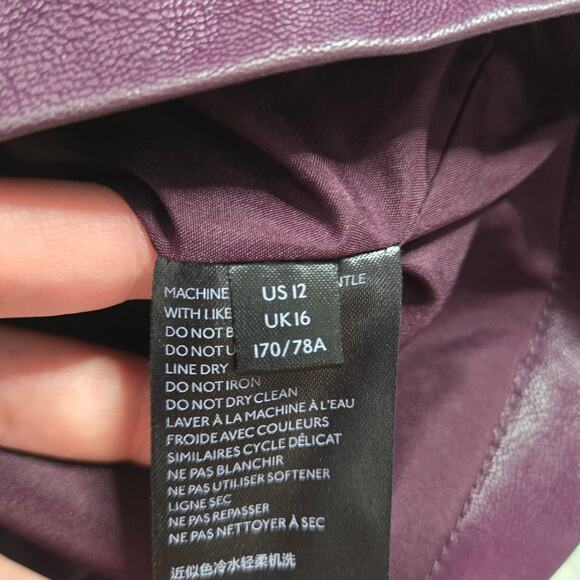 US 12
UK 16
170/78A
MACHINE
WITH LIKE
DO NOT
DO NOT
LINE DRY
DO NOT IRON
DO NOT DRY CLEAN
LAVER À LA MACHINE À L'EAU
FROIDE AVEC COULEURS
SIMILAIRES CYCLE DÉLICAT
NE PAS BLANCHIR
NE PAS UTILISER SOFTENER
LIGNE SEC
NE PAS REPASSER
NE PAS NETTOYER À SEC
近似色冷水轻柔机洗